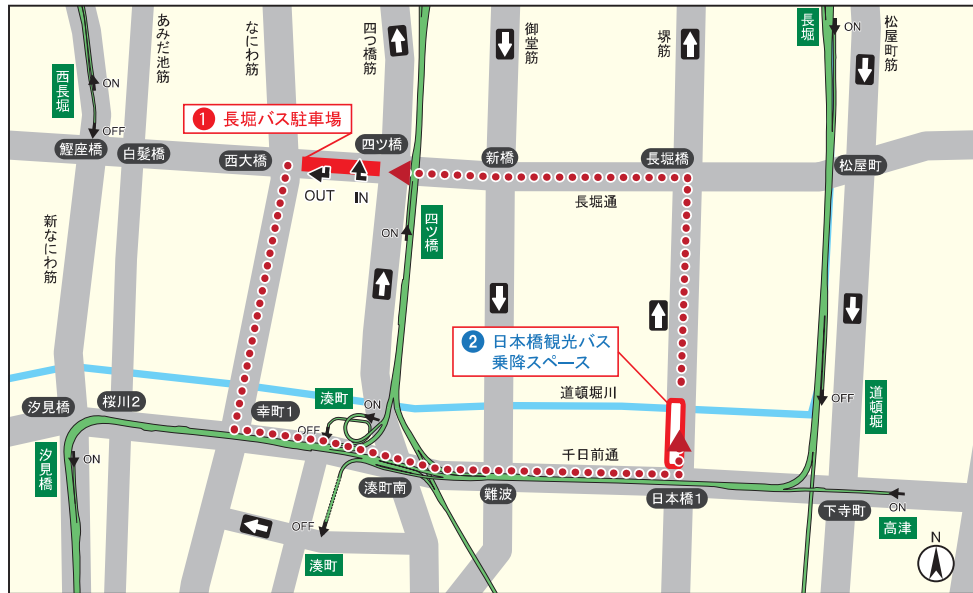 あみだ池筋
なにわ筋
四つ橋筋
御堂筋
堺筋
長堀
ON
松屋町筋
西長堀
ON
OFF
1 長堀バス駐車場
鰹座橋
白髪橋
西大橋
四ツ橋
新橋
長堀橋
松屋町
OUT
IN
長堀通
新なにわ筋
ON
四ツ橋
2 日本橋観光バス
乗降スペース
道頓堀川
OFF
道頓堀
汐見橋
桜川2
幸町1
湊町
ON
OFF
千日前通
汐見橋
ON
湊町南
難波
日本橋1
下寺町
ON
高津
OFF
湊町
N